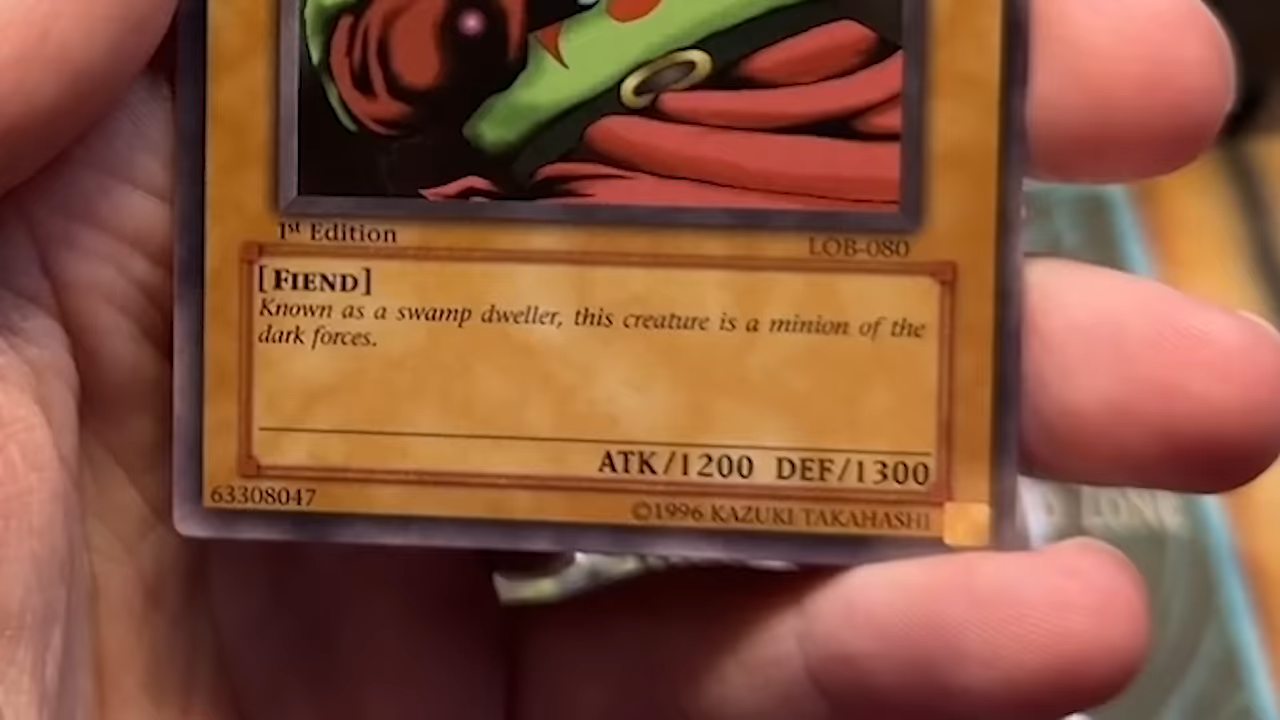 1st Edition
LOB-080
[FIEND]
Known as a swamp dweller, this creature is a minion of the
dark forces.
ATK/1200 DEF/1300
63308047
©1996 KAZUKI TAKAHASHI